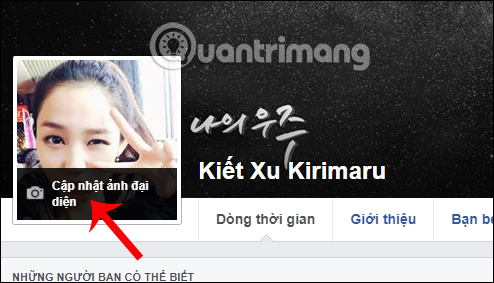 Quantrimang
나의 우주
Kiết Xu Kirimaru
Cập nhật ảnh đại
diện
Dòng thời gian
Giới thiệu
Bạn bè
NHỮNG NGƯỜI BẠN CÓ THỂ BIẾT